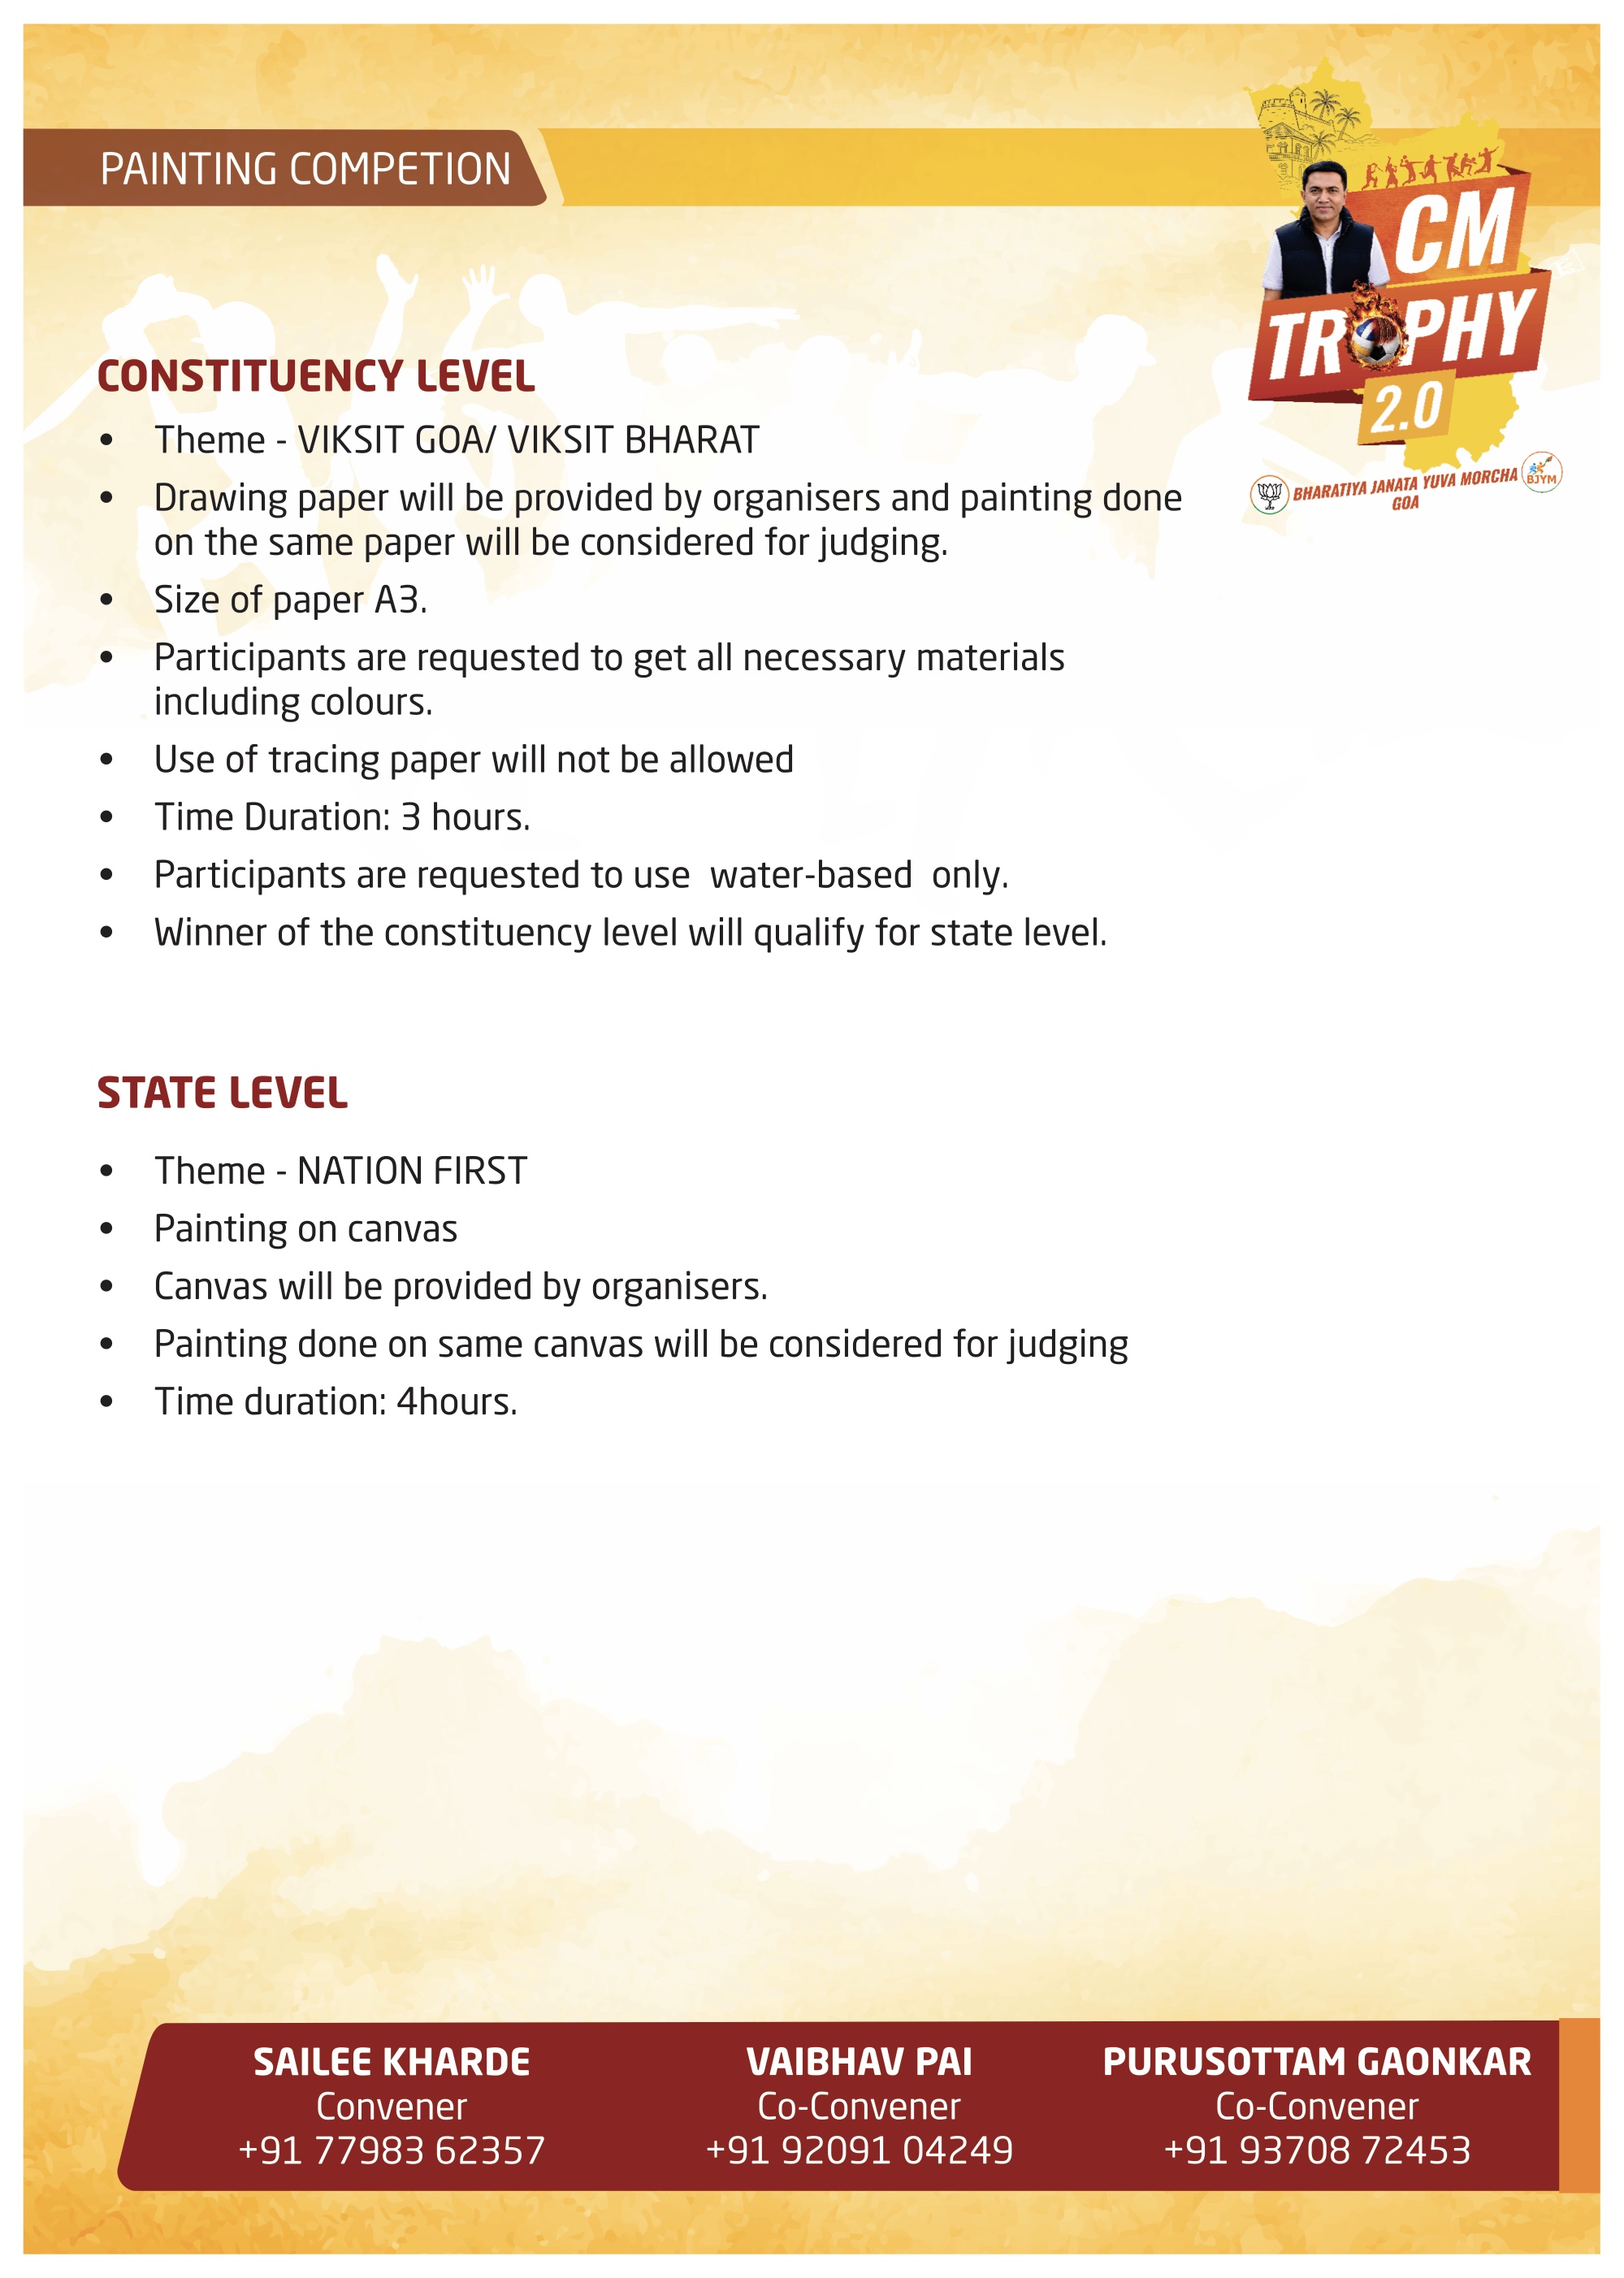 PAINTING COMPETION
CM
TROPHY
2.0
BHARATIYA JANATA YUVA MORCHA
GOA
BJYM
CONSTITUENCY LEVEL
• Theme - VIKSIT GOA/ VIKSIT BHARAT
• Drawing paper will be provided by organisers and painting done
on the same paper will be considered for judging.
• Size of paper A3.
• Participants are requested to get all necessary materials
including colours.
• Use of tracing paper will not be allowed
• Time Duration: 3 hours.
• Participants are requested to use water-based only.
• Winner of the constituency level will qualify for state level.
STATE LEVEL
• Theme - NATION FIRST
• Painting on canvas
• Canvas will be provided by organisers.
• Painting done on same canvas will be considered for judging
• Time duration: 4hours.
SAILEE KHARDE
Convener
+91 77983 62357
VAIBHAV PAI
Co-Convener
+91 92091 04249
PURUSOTTAM GAONKAR
Co-Convener
+91 93708 72453